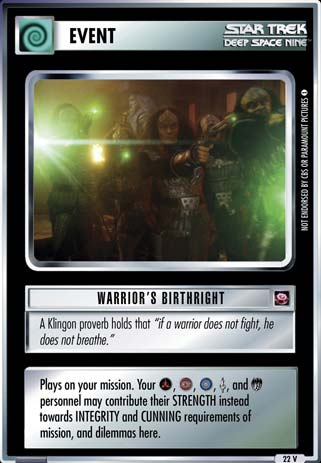 EVENT
STAR TREK
DEEP SPACE NINE
NOT ENDORSED BY CBS OR PARAMOUNT PICTURES
WARRIOR'S BIRTHRIGHT
A Klingon proverb holds that "if a warrior does not fight, he
does not breathe."
Plays on your mission. Your , , , , and
personnel may contribute their STRENGTH instead
towards INTEGRITY and CUNNING requirements of
mission, and dilemmas here.
22 V